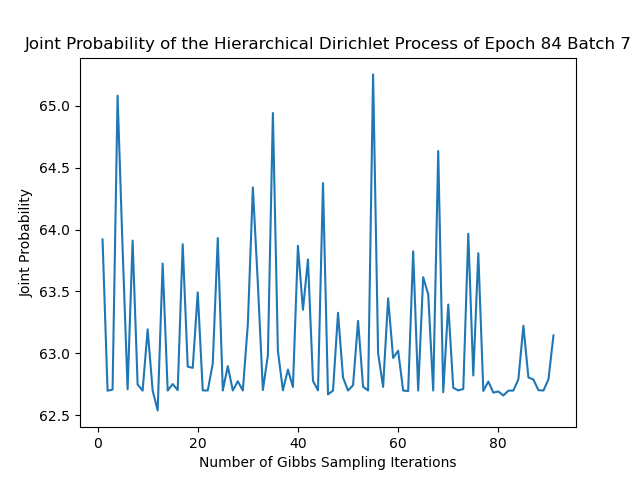 Joint Probability of the Hierarchical Dirichlet Process of Epoch 84 Batch 7
65.0
64.5
64.0
63.5
63.0
62.5
Joint Probability
0 20 40 60 80
Number of Gibbs Sampling Iterations